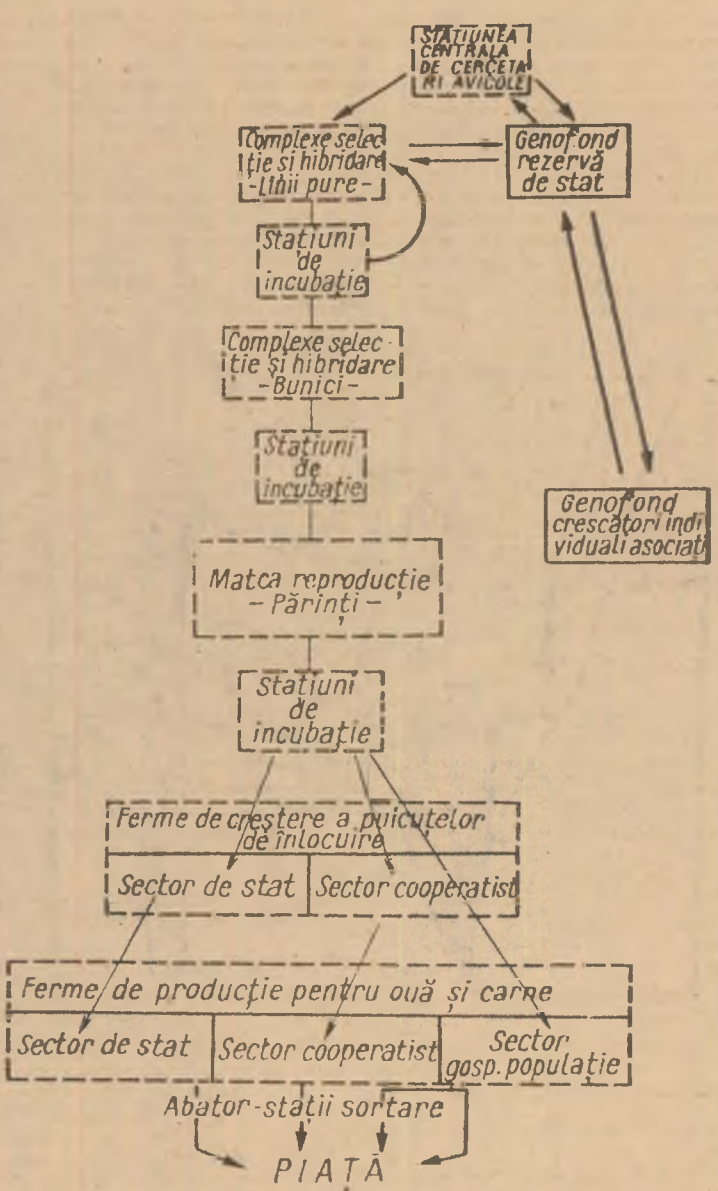 STAȚIUNEA
CENTRALA
DE CERCETA
RI AVICOLE
Complexe selec
ție si hibridare
-Linii pure-
Genofond
rezervă
de stat
Stațiuni
de
incubație
Complexe selec-
ție și hibridare
-Bunici-
Stațiuni
de
incubație
Genofond
crescători indi
viduali asociați
Matca reproducție
- Părinți -
Stațiuni
de
incubație
Ferme de creștere a puicuțelor
de înlocuire
Sector de stat
Sector cooperatist
Ferme de producție pentru ouă și carne
Sector de stat
Sector cooperatist
Sector
gosp. populație
Abator-stații sortare
PIAȚĂ